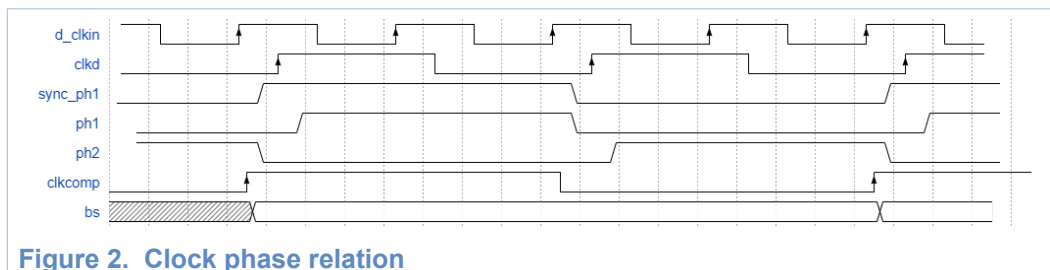 d_clkin
clkd
sync_ph1
ph1
ph2
clkcomp
bs
Figure 2. Clock phase relation